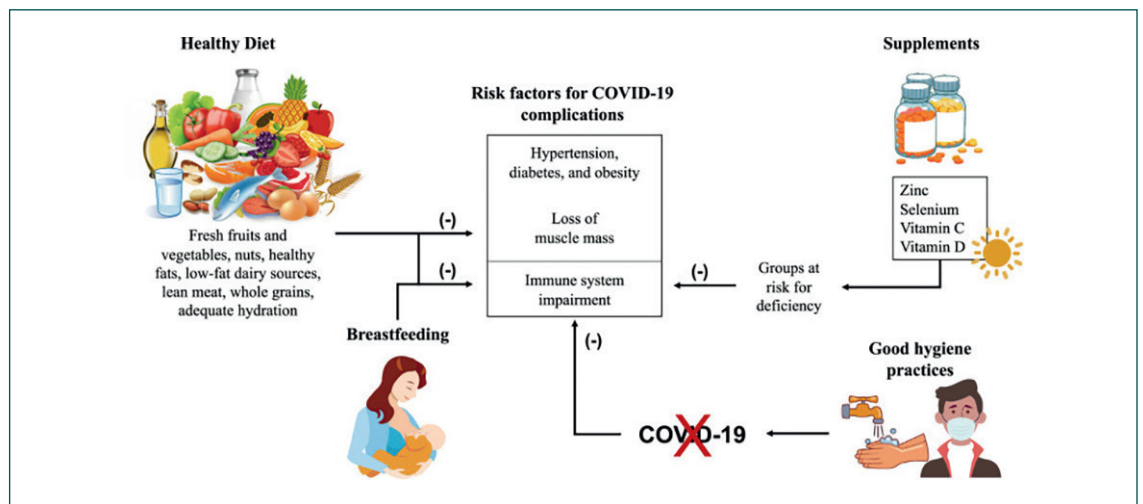 Healthy Diet
Fresh fruits and
vegetables, nuts, healthy
fats, low-fat dairy sources,
lean meat, whole grains,
adequate hydration
Breastfeeding
(-)
(-)
Risk factors for COVID-19
complications
Hypertension,
diabetes, and obesity
Loss of
muscle mass
Immune system
impairment
(-)
(-)
Groups at
risk for
deficiency
Supplements
Zinc
Selenium
Vitamin C
Vitamin D
Good hygiene
practices
COVID-19